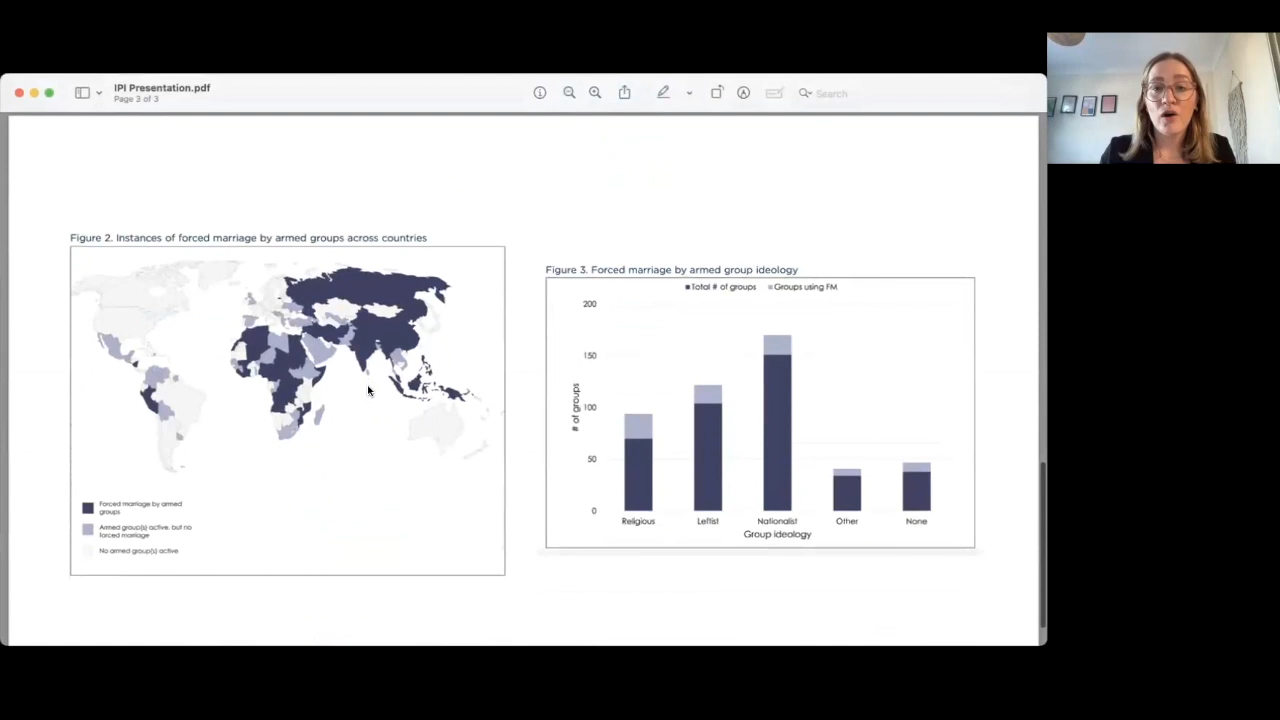 IPI Presentation.pdf
Page 3 of 3
Search
Figure 2. Instances of forced marriage by armed groups across countries
Forced marriage by armed
groups
Armed group(s) active, but no
forced marriage
No armed group(s) active
Figure 3. Forced marriage by armed group ideology
Total # of groups Groups using FM
# of groups
200
150
100
50
0
Religious Leftist Nationalist Other None
Group ideology